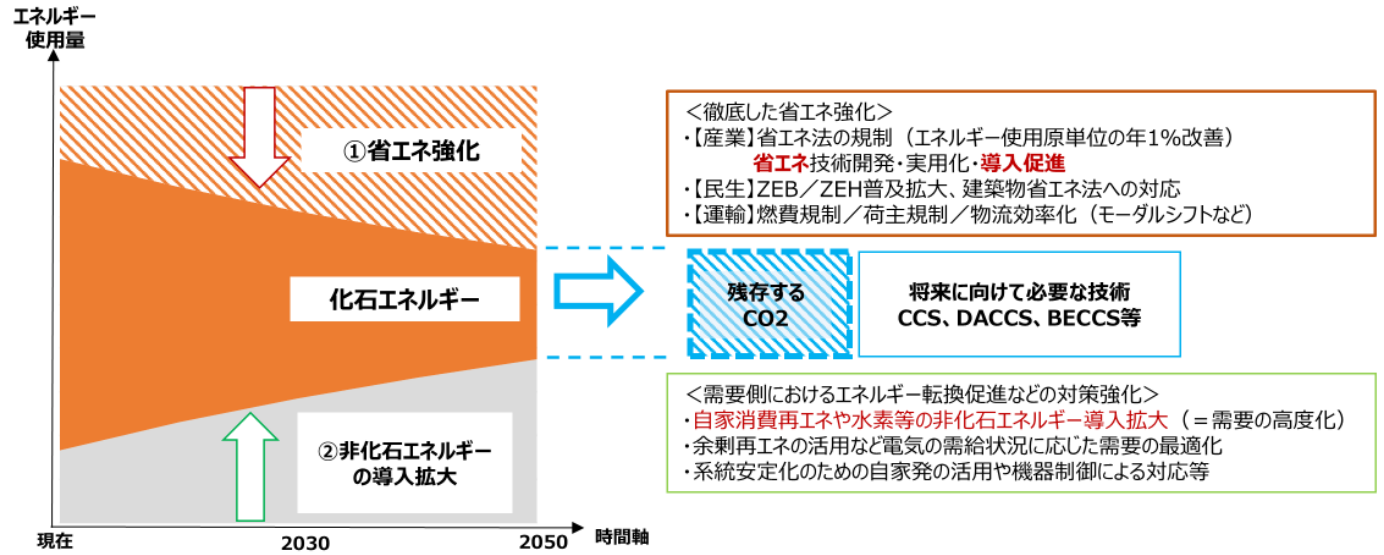 エネルギー
使用量
①省エネ強化
化石エネルギー
②非化石エネルギー
の導入拡大
現在
2030
2050
時間軸
＜徹底した省エネ強化＞
・【産業】省エネ法の規制（エネルギー使用原単位の年1%改善）
省エネ技術開発・実用化・導入促進
・【民生】ZEB／ZEH普及拡大、建築物省エネ法への対応
・【運輸】燃費規制／荷主規制／物流効率化（モーダルシフトなど）
残存する
CO2
将来に向けて必要な技術
CCS、DACCS、BECCS等
＜需要側におけるエネルギー転換促進などの対策強化＞
・自家消費再エネや水素等の非化石エネルギー導入拡大（＝需要の高度化）
・余剰再エネの活用など電気の需給状況に応じた需要の最適化
・系統安定化のための自家発の活用や機器制御による対応等